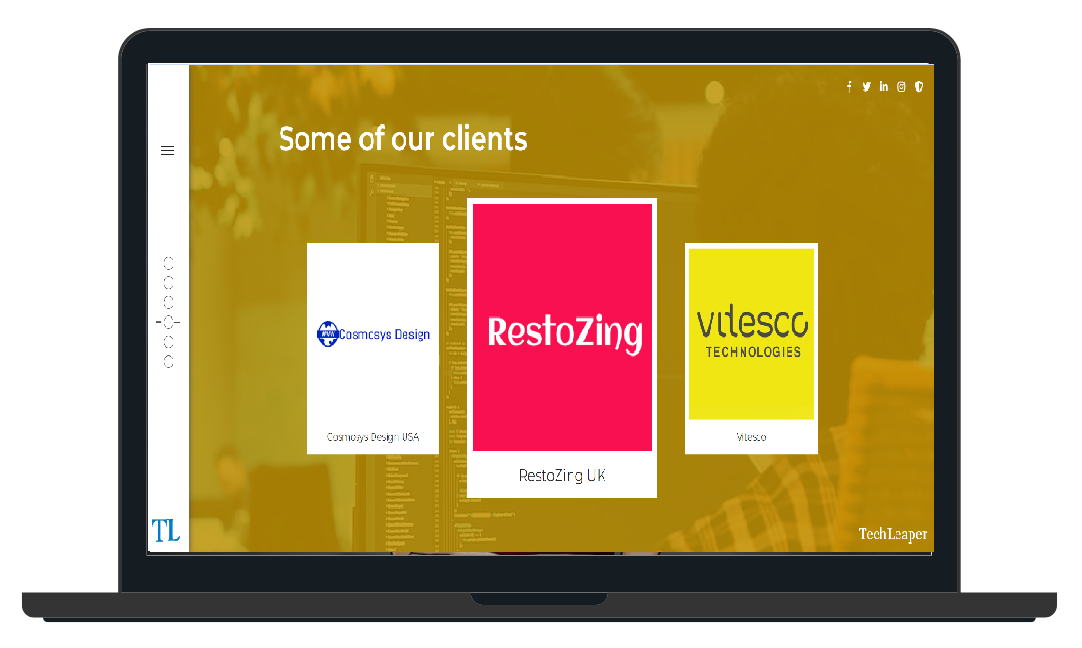 Some of our clients
Cosmosys Design
Cosmosys Design USA
RestoZing
RestoZing UK
vitesco
TECHNOLOGIES
Vitesco
TL
TechLeaper